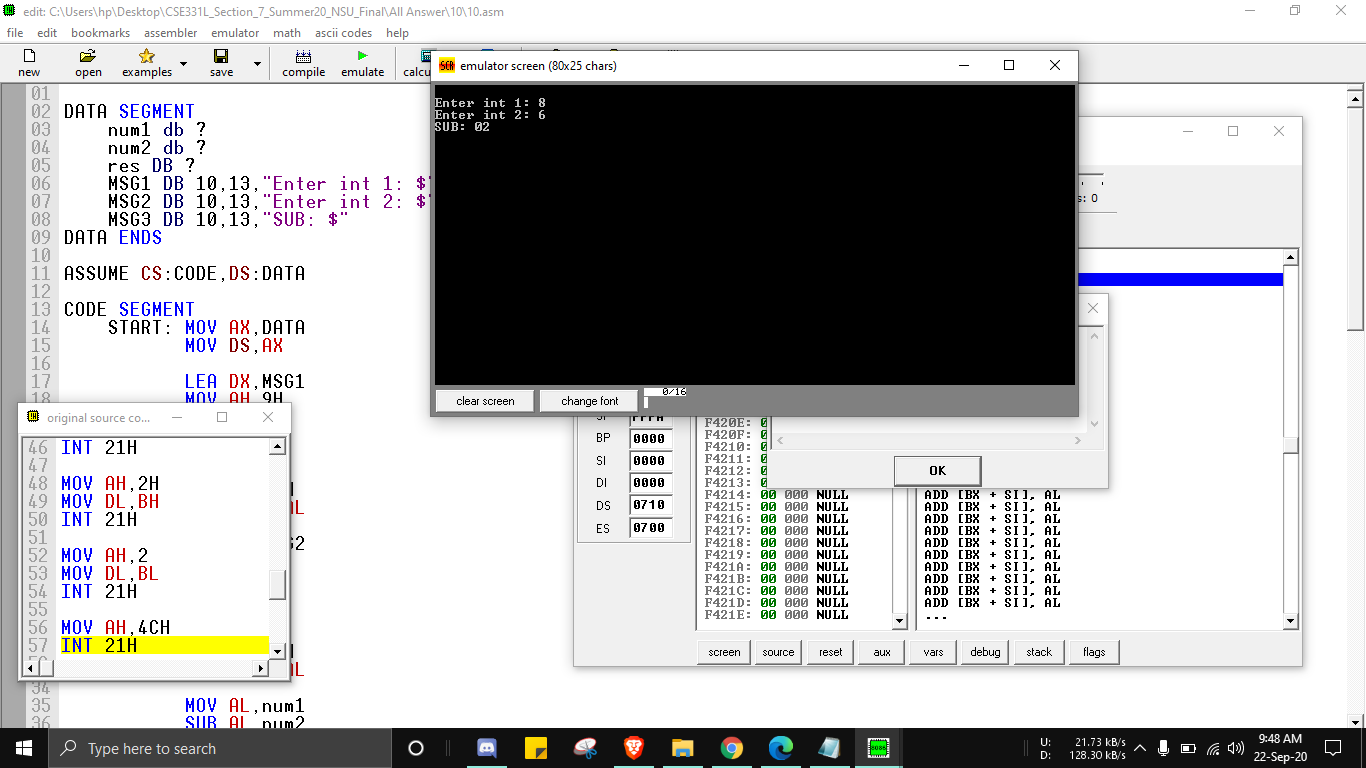 edit: C:\Users\hp\Desktop\CSE331L_Section_7_Summer20_NSU_Final\All Answer\10\10.asm
file edit bookmarks assembler emulator math ascii codes help
new open examples save compile emulate calcu
01
02 DATA SEGMENT
03 num1 db ?
04 num2 db ?
05 res DB ?
06 MSG1 DB 10,13,"Enter int 1: $"
07 MSG2 DB 10,13,"Enter int 2: $"
08 MSG3 DB 10,13,"SUB: $"
09 DATA ENDS
10
11 ASSUME CS:CODE,DS:DATA
12
13 CODE SEGMENT
14 START: MOV AX,DATA
15 MOV DS,AX
16
17 LEA DX,MSG1
18 MOV AH,9H
34
35 MOV AL,num1
36 SUB AL,num2
original source co...
46 INT 21H
47
48 MOV AH,2H
49 MOV DL,BH
50 INT 21H
51
52 MOV AH,2
53 MOV DL,BL
54 INT 21H
55
56 MOV AH,4CH
57 INT 21H
emulator screen (80x25 chars)
Enter int 1: 8
Enter int 2: 6
SUB: 02
clear screen change font 0/16
s: 0
BP 0000
SI 0000
DI 0000
DS 0710
ES 0700
F420E: 0
F420F: 0
F4210: 0
F4211: 0
F4212: 0
F4213: 0
F4214: 00 000 NULL
F4215: 00 000 NULL
F4216: 00 000 NULL
F4217: 00 000 NULL
F4218: 00 000 NULL
F4219: 00 000 NULL
F421A: 00 000 NULL
F421B: 00 000 NULL
F421C: 00 000 NULL
F421D: 00 000 NULL
F421E: 00 000 NULL
ADD [BX + SI], AL
ADD [BX + SI], AL
ADD [BX + SI], AL
ADD [BX + SI], AL
ADD [BX + SI], AL
ADD [BX + SI], AL
ADD [BX + SI], AL
ADD [BX + SI], AL
ADD [BX + SI], AL
ADD [BX + SI], AL
...
OK
screen source reset aux vars debug stack flags
Type here to search
U: 21.73 kB/s
D: 128.30 kB/s
9:48 AM
22-Sep-20